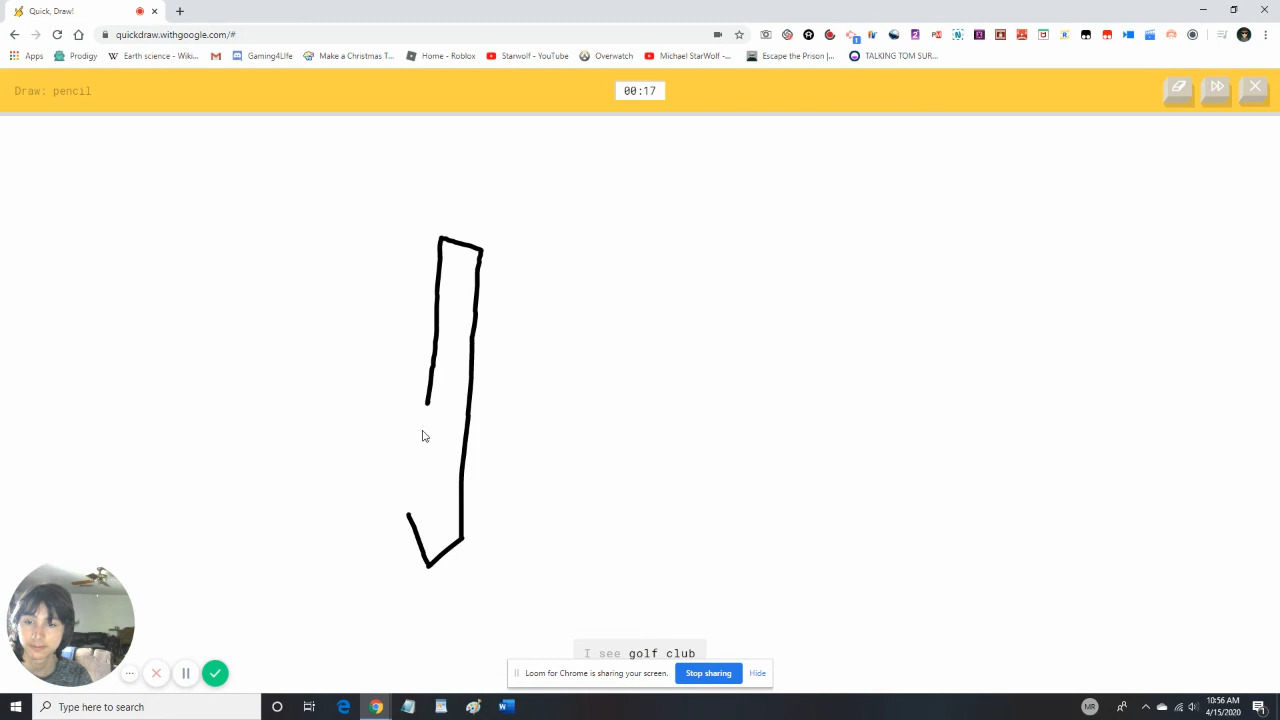 Quick, Draw!
quickdraw.withgoogle.com/#
Apps Prodigy Earth science - Wiki... Gaming4Life Make a Christmas T... Home - Roblox Starwolf - YouTube Overwatch Michael StarWolf -... Escape the Prison |... TALKING TOM SUR...
Draw: pencil
00:17
I see golf club
Loom for Chrome is sharing your screen. Stop sharing Hide
Type here to search
MR
10:56 AM
4/15/2020